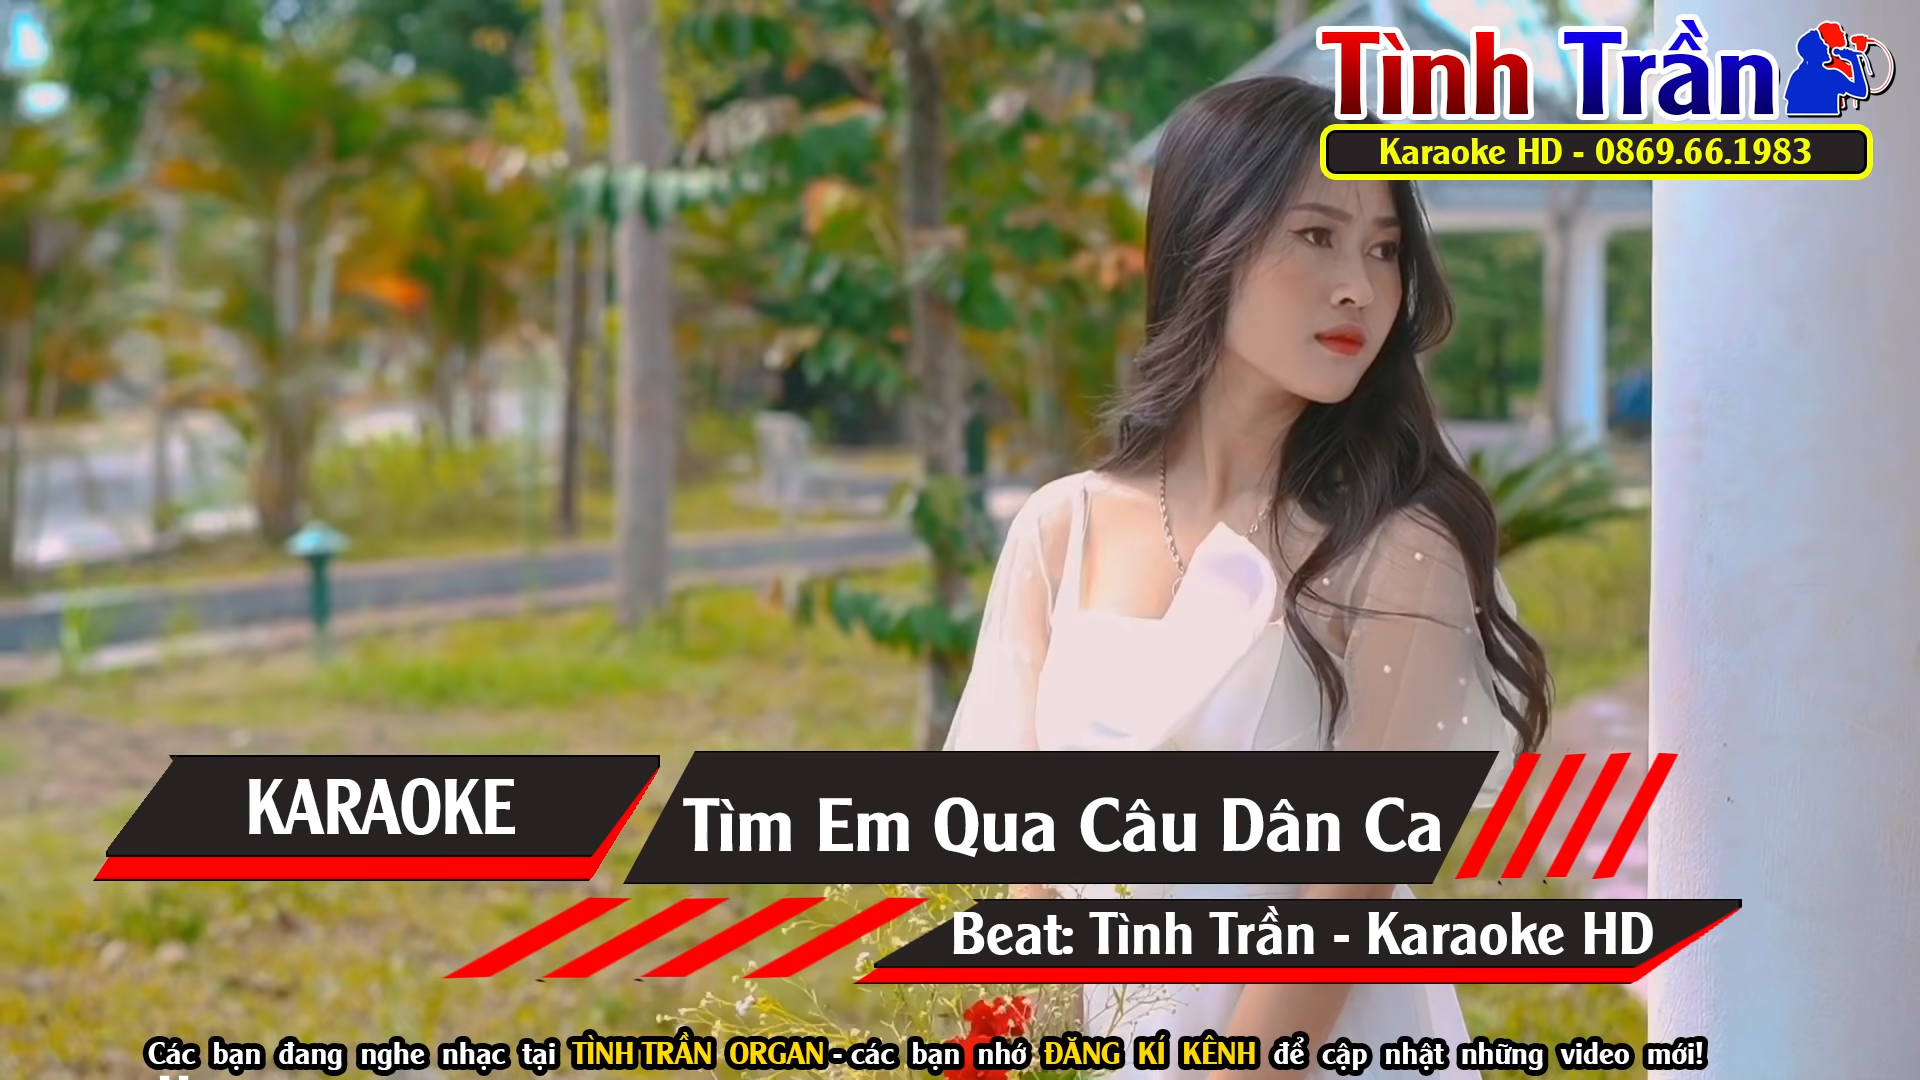 Tình Trần
Karaoke HD - 0869.66.1983
KARAOKE
Tìm Em Qua Câu Dân Ca
Beat: Tình Trần - Karaoke HD
Các bạn đang nghe nhạc tại TÌNH TRẦN ORGAN - các bạn nhớ ĐĂNG KÍ KÊNH để cập nhật những video mới!